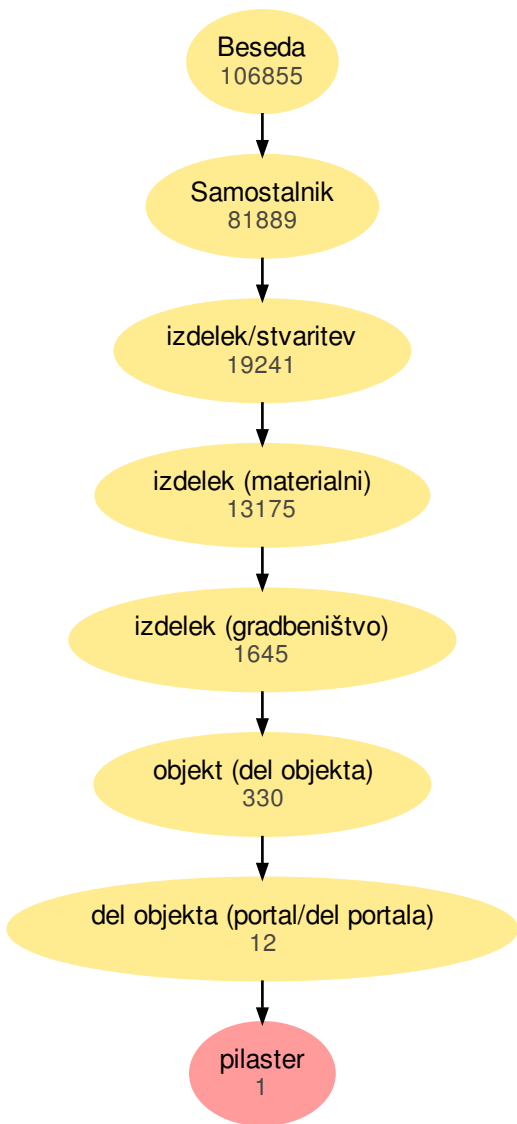 Beseda
106855
Samostalnik
81889
izdelek/stvaritev
19241
izdelek (materialni)
13175
izdelek (gradbeništvo)
1645
objekt (del objekta)
330
del objekta (portal/del portala)
12
pilaster
1